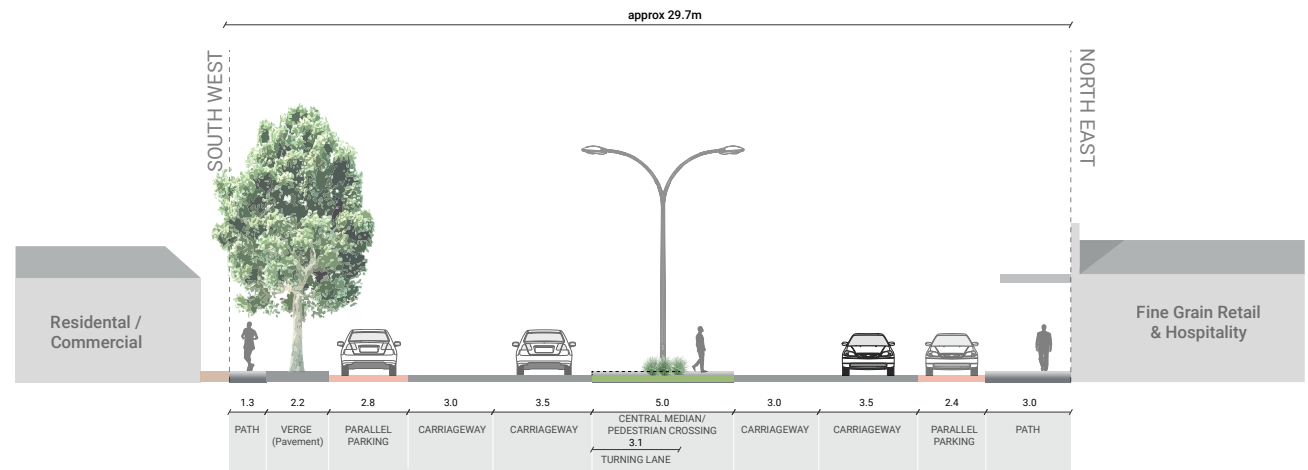 approx 29.7m
SOUTH WEST
NORTH EAST
Residental /
Commercial
Fine Grain Retail
& Hospitality
1.3
2.2
2.8
3.0
3.5
5.0
3.0
3.5
2.4
3.0
PATH
VERGE
(Pavement)
PARALLEL
PARKING
CARRIAGEWAY
CARRIAGEWAY
CENTRAL MEDIAN/
PEDESTRIAN CROSSING
3.1
TURNING LANE
CARRIAGEWAY
CARRIAGEWAY
PARALLEL
PARKING
PATH